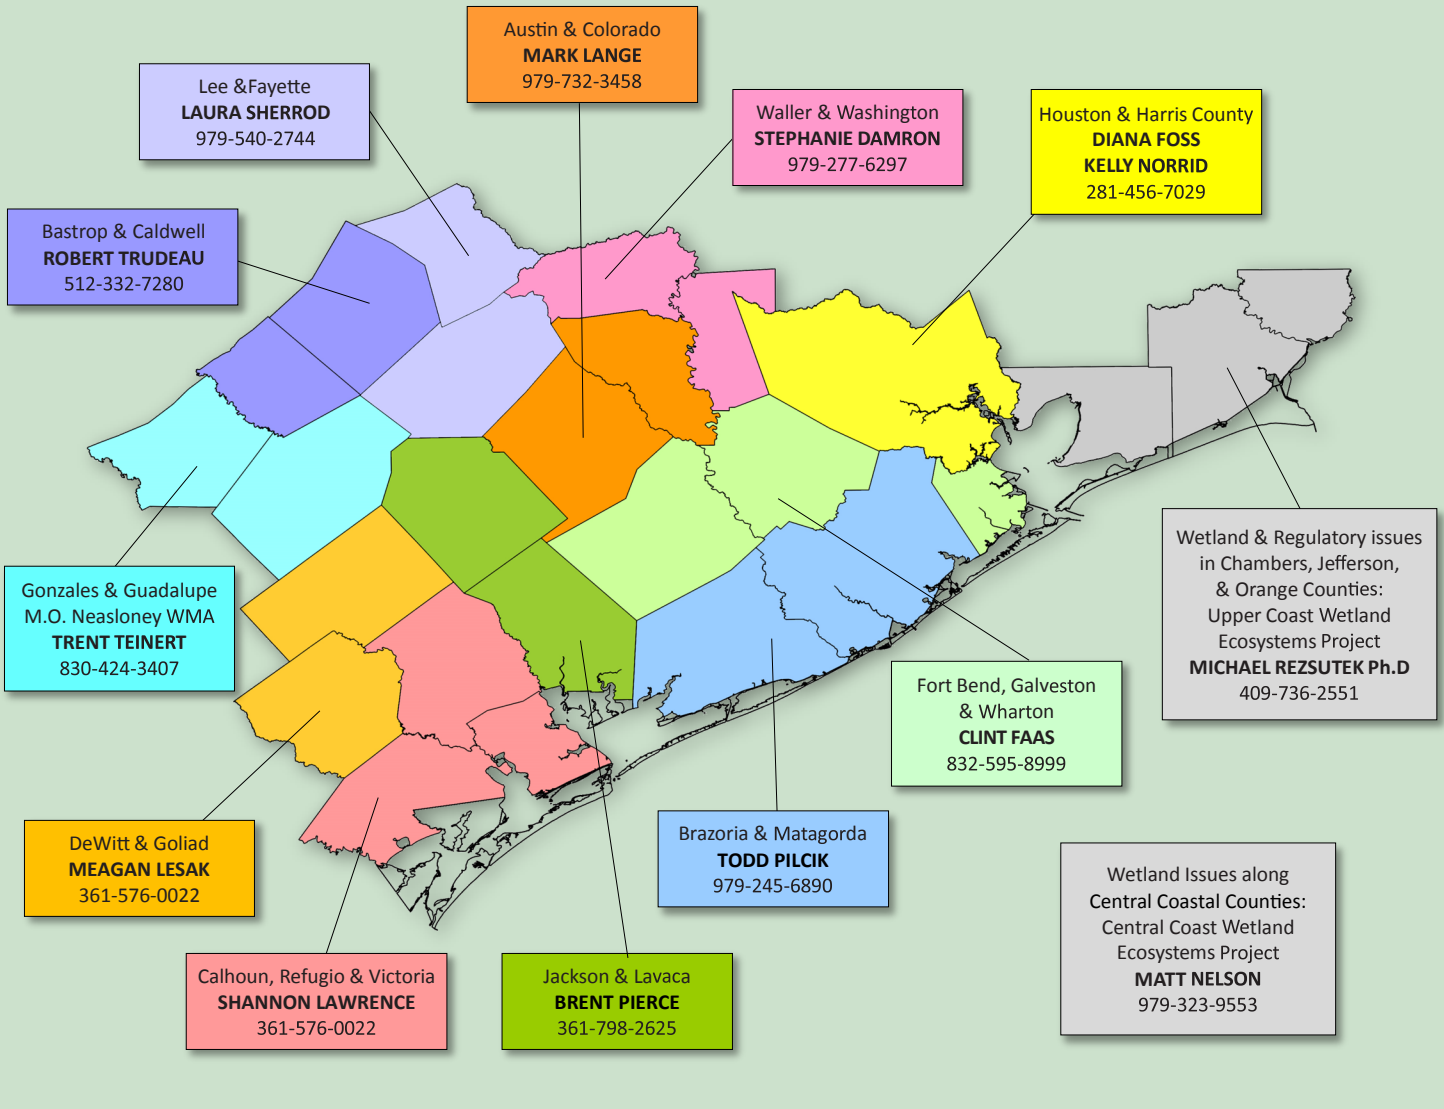 Austin & Colorado
MARK LANGE
979-732-3458
Lee &Fayette
LAURA SHERROD
979-540-2744
Waller & Washington
STEPHANIE DAMRON
979-277-6297
Houston & Harris County
DIANA FOSS
KELLY NORRID
281-456-7029
Bastrop & Caldwell
ROBERT TRUDEAU
512-332-7280
Gonzales & Guadalupe
M.O. Neasloney WMA
TRENT TEINERT
830-424-3407
Wetland & Regulatory issues
in Chambers, Jefferson,
& Orange Counties:
Upper Coast Wetland
Ecosystems Project
MICHAEL REZSUTEK Ph.D
409-736-2551
Fort Bend, Galveston
& Wharton
CLINT FAAS
832-595-8999
DeWitt & Goliad
MEAGAN LESAK
361-576-0022
Brazoria & Matagorda
TODD PILCIK
979-245-6890
Wetland Issues along
Central Coastal Counties:
Central Coast Wetland
Ecosystems Project
MATT NELSON
979-323-9553
Calhoun, Refugio & Victoria
SHANNON LAWRENCE
361-576-0022
Jackson & Lavaca
BRENT PIERCE
361-798-2625